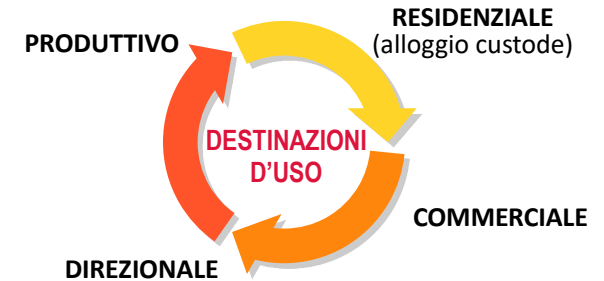 RESIDENZIALE
(alloggio custode)
PRODUTTIVO
DESTINAZIONI
D'USO
COMMERCIALE
DIREZIONALE